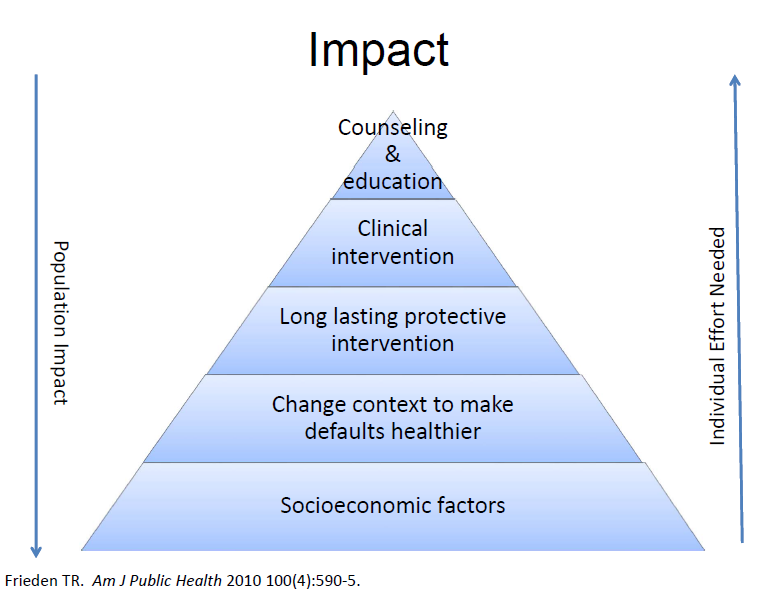 Impact
Counseling
&
education
Clinical
intervention
Long lasting protective
intervention
Change context to make
defaults healthier
Socioeconomic factors
Population Impact
Individual Effort Needed
Frieden TR. Am J Public Health 2010 100(4):590-5.